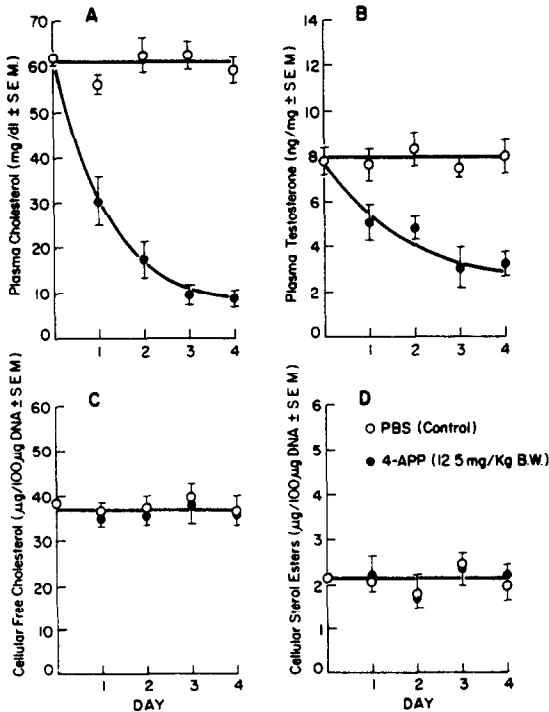 A
Plasma Cholesterol (mg/dl ± S E M.)
70
60
50
40
30
20
10
0
1 2 3 4
B
Plasma Testosterone (ng/mg ± S.E.M)
14
12
10
8
6
4
2
0
1 2 3 4
C
Cellular Free Cholesterol (µg/100µg DNA ± S E M)
60
50
40
30
20
10
0
1 2 3 4
DAY
D
PBS (Control)
4-APP (12 5mg/Kg B.W.)
Cellular Sterol Esters (µg/100µg DNA ± S E M)
6
5
4
3
2
1
0
1 2 3 4
DAY